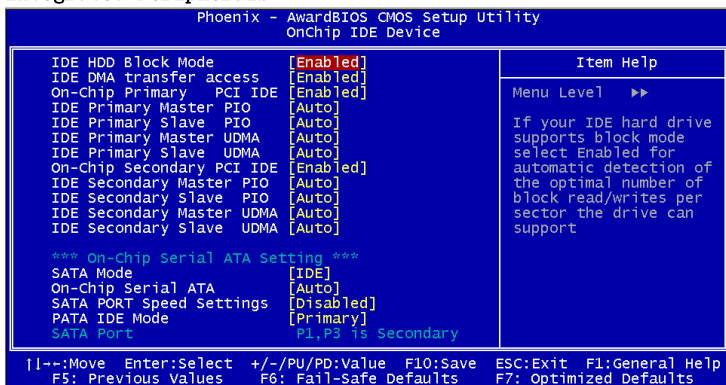 Phoenix - AwardBIOS CMOS Setup Utility
OnChip IDE Device
IDE HDD Block Mode [Enabled]
IDE DMA transfer access [Enabled]
On-Chip Primary PCI IDE [Enabled]
IDE Primary Master PIO [Auto]
IDE Primary Slave PIO [Auto]
IDE Primary Master UDMA [Auto]
IDE Primary Slave UDMA [Auto]
On-Chip Secondary PCI IDE [Enabled]
IDE Secondary Master PIO [Auto]
IDE Secondary Slave PIO [Auto]
IDE Secondary Master UDMA [Auto]
IDE Secondary Slave UDMA [Auto]
*** On-Chip Serial ATA Setting ***
SATA Mode [IDE]
On-Chip Serial ATA [Auto]
SATA PORT Speed Settings [Disabled]
PATA IDE Mode [Primary]
SATA Port P1,P3 is Secondary
Item Help
Menu Level ►►
If your IDE hard drive
supports block mode
select Enabled for
automatic detection of
the optimal number of
block read/writes per
sector the drive can
support
↑↓→←:Move Enter:Select +/-/PU/PD:Value F10:Save ESC:Exit F1:General Help
F5: Previous Values F6: Fail-Safe Defaults F7: Optimized Defaults